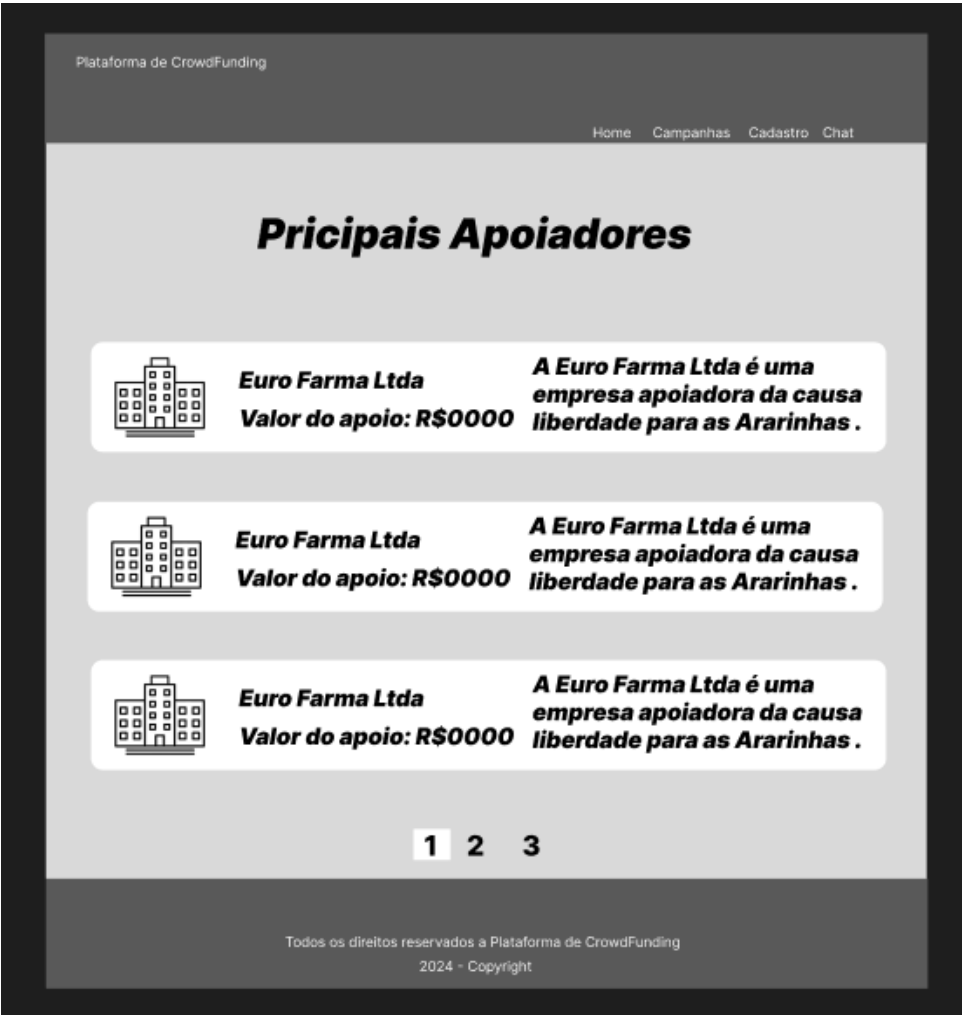 Plataforma de CrowdFunding
Home Campanhas Cadastro Chat
Pricipais Apoiadores
Euro Farma Ltda
Valor do apoio: R$0000
A Euro Farma Ltda é uma
empresa apoiadora da causa
liberdade para as Ararinhas .
Euro Farma Ltda
Valor do apoio: R$0000
A Euro Farma Ltda é uma
empresa apoiadora da causa
liberdade para as Ararinhas .
Euro Farma Ltda
Valor do apoio: R$0000
A Euro Farma Ltda é uma
empresa apoiadora da causa
liberdade para as Ararinhas .
1 2 3
Todos os direitos reservados a Plataforma de CrowdFunding
2024 - Copyright